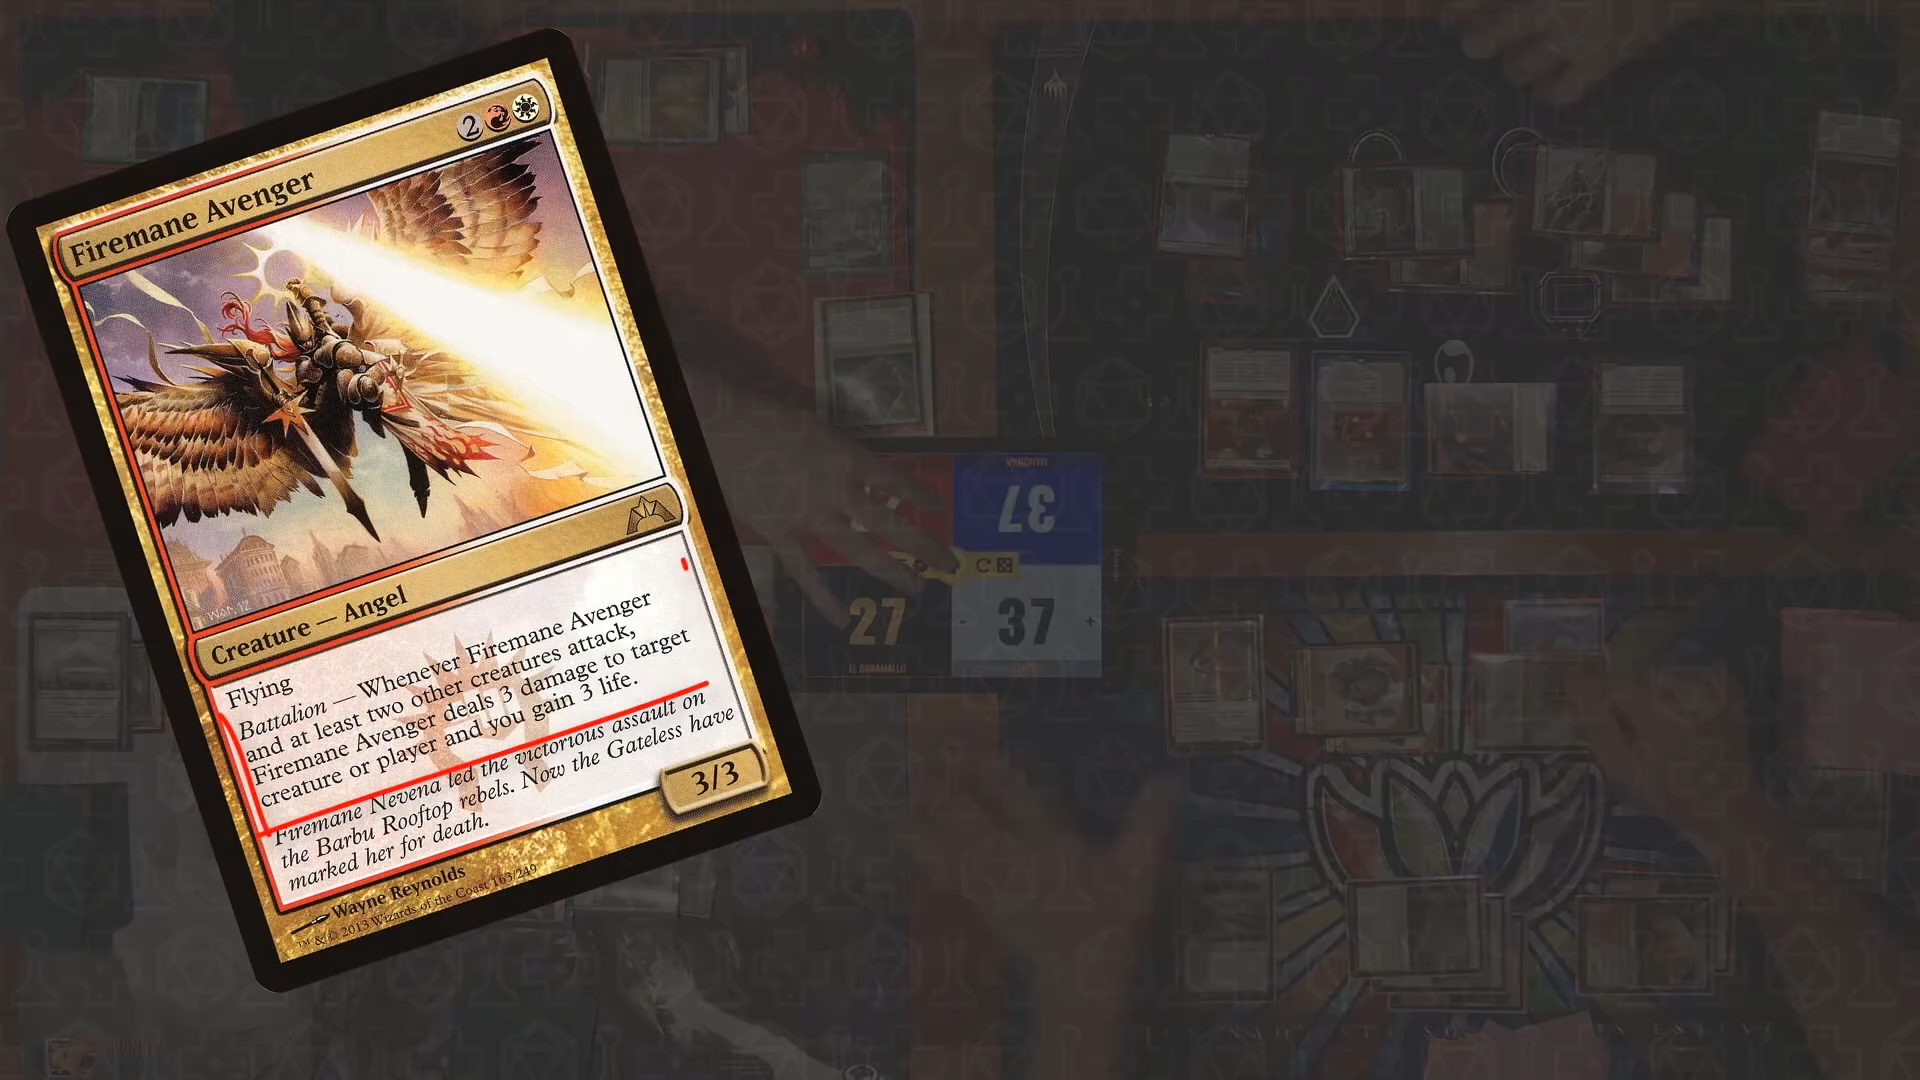 2
Firemane Avenger
Creature — Angel
Flying
Battalion — Whenever Firemane Avenger
and at least two other creatures attack,
Firemane Avenger deals 3 damage to target
creature or player and you gain 3 life.
Firemane Nevena led the victorious assault on
the Barbu Rooftop rebels. Now the Gateless have
marked her for death.
3/3
Wayne Reynolds
™ & © 2013 Wizards of the Coast 163/249
37
27
- 37 +